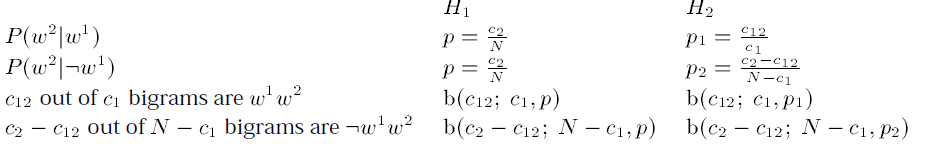 H₁ H₂
P(w²|w¹) p = c₂/N p₁ = c₁₂/c₁
P(w²|¬w¹) p = c₂/N p₂ = (c₂−c₁₂)/(N−c₁)
c₁₂ out of c₁ bigrams are w¹w² b(c₁₂; c₁, p) b(c₁₂; c₁, p₁)
c₂ − c₁₂ out of N − c₁ bigrams are ¬w¹w² b(c₂ − c₁₂; N − c₁, p) b(c₂ − c₁₂; N − c₁, p₂)